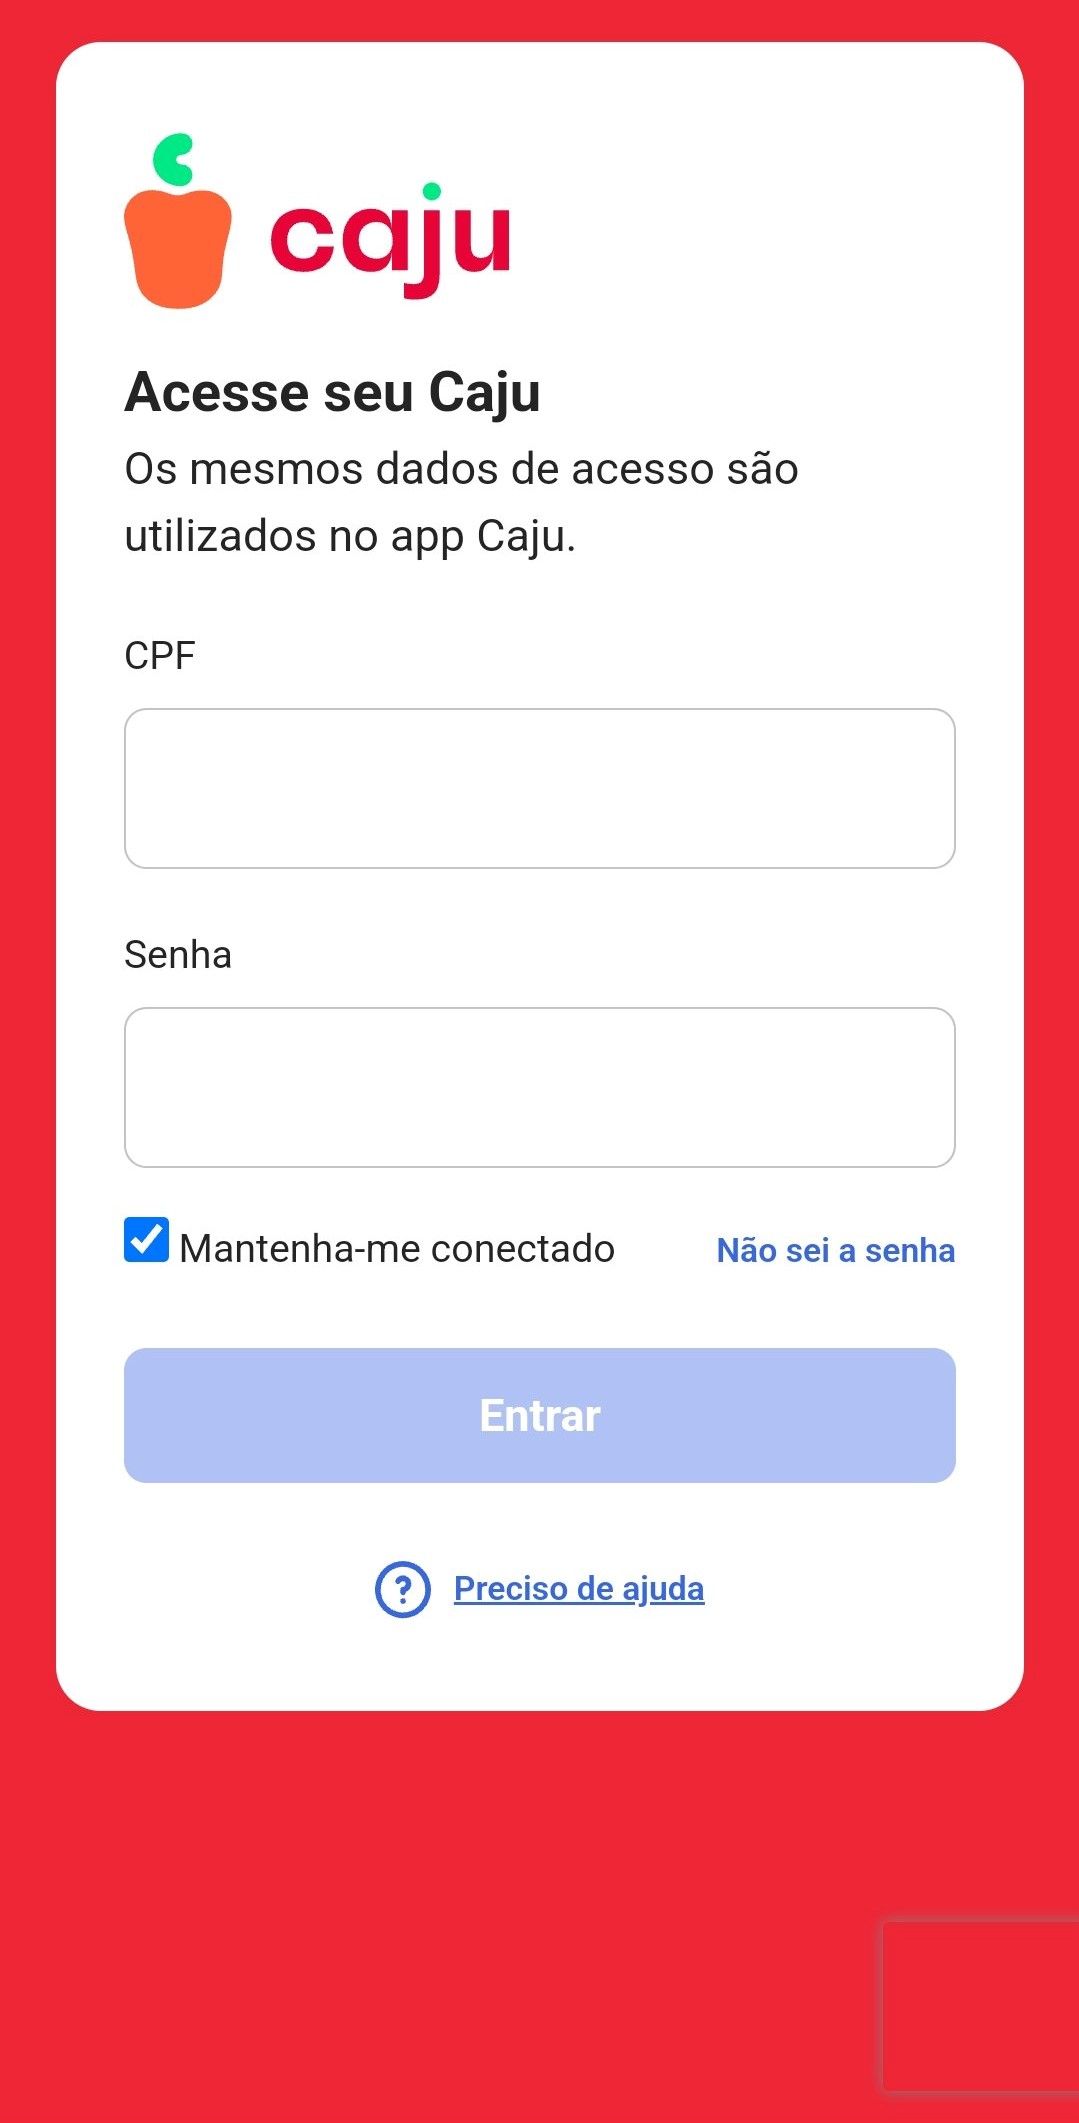 caju
Acesse seu Caju
Os mesmos dados de acesso são
utilizados no app Caju.
CPF
Senha
Mantenha-me conectado
Não sei a senha
Entrar
? Preciso de ajuda